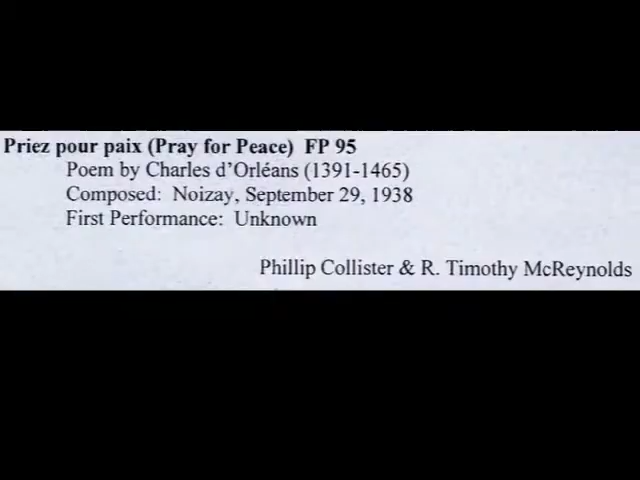 Priez pour paix (Pray for Peace) FP 95
Poem by Charles d'Orléans (1391-1465)
Composed: Noizay, September 29, 1938
First Performance: Unknown
Phillip Collister & R. Timothy McReynolds